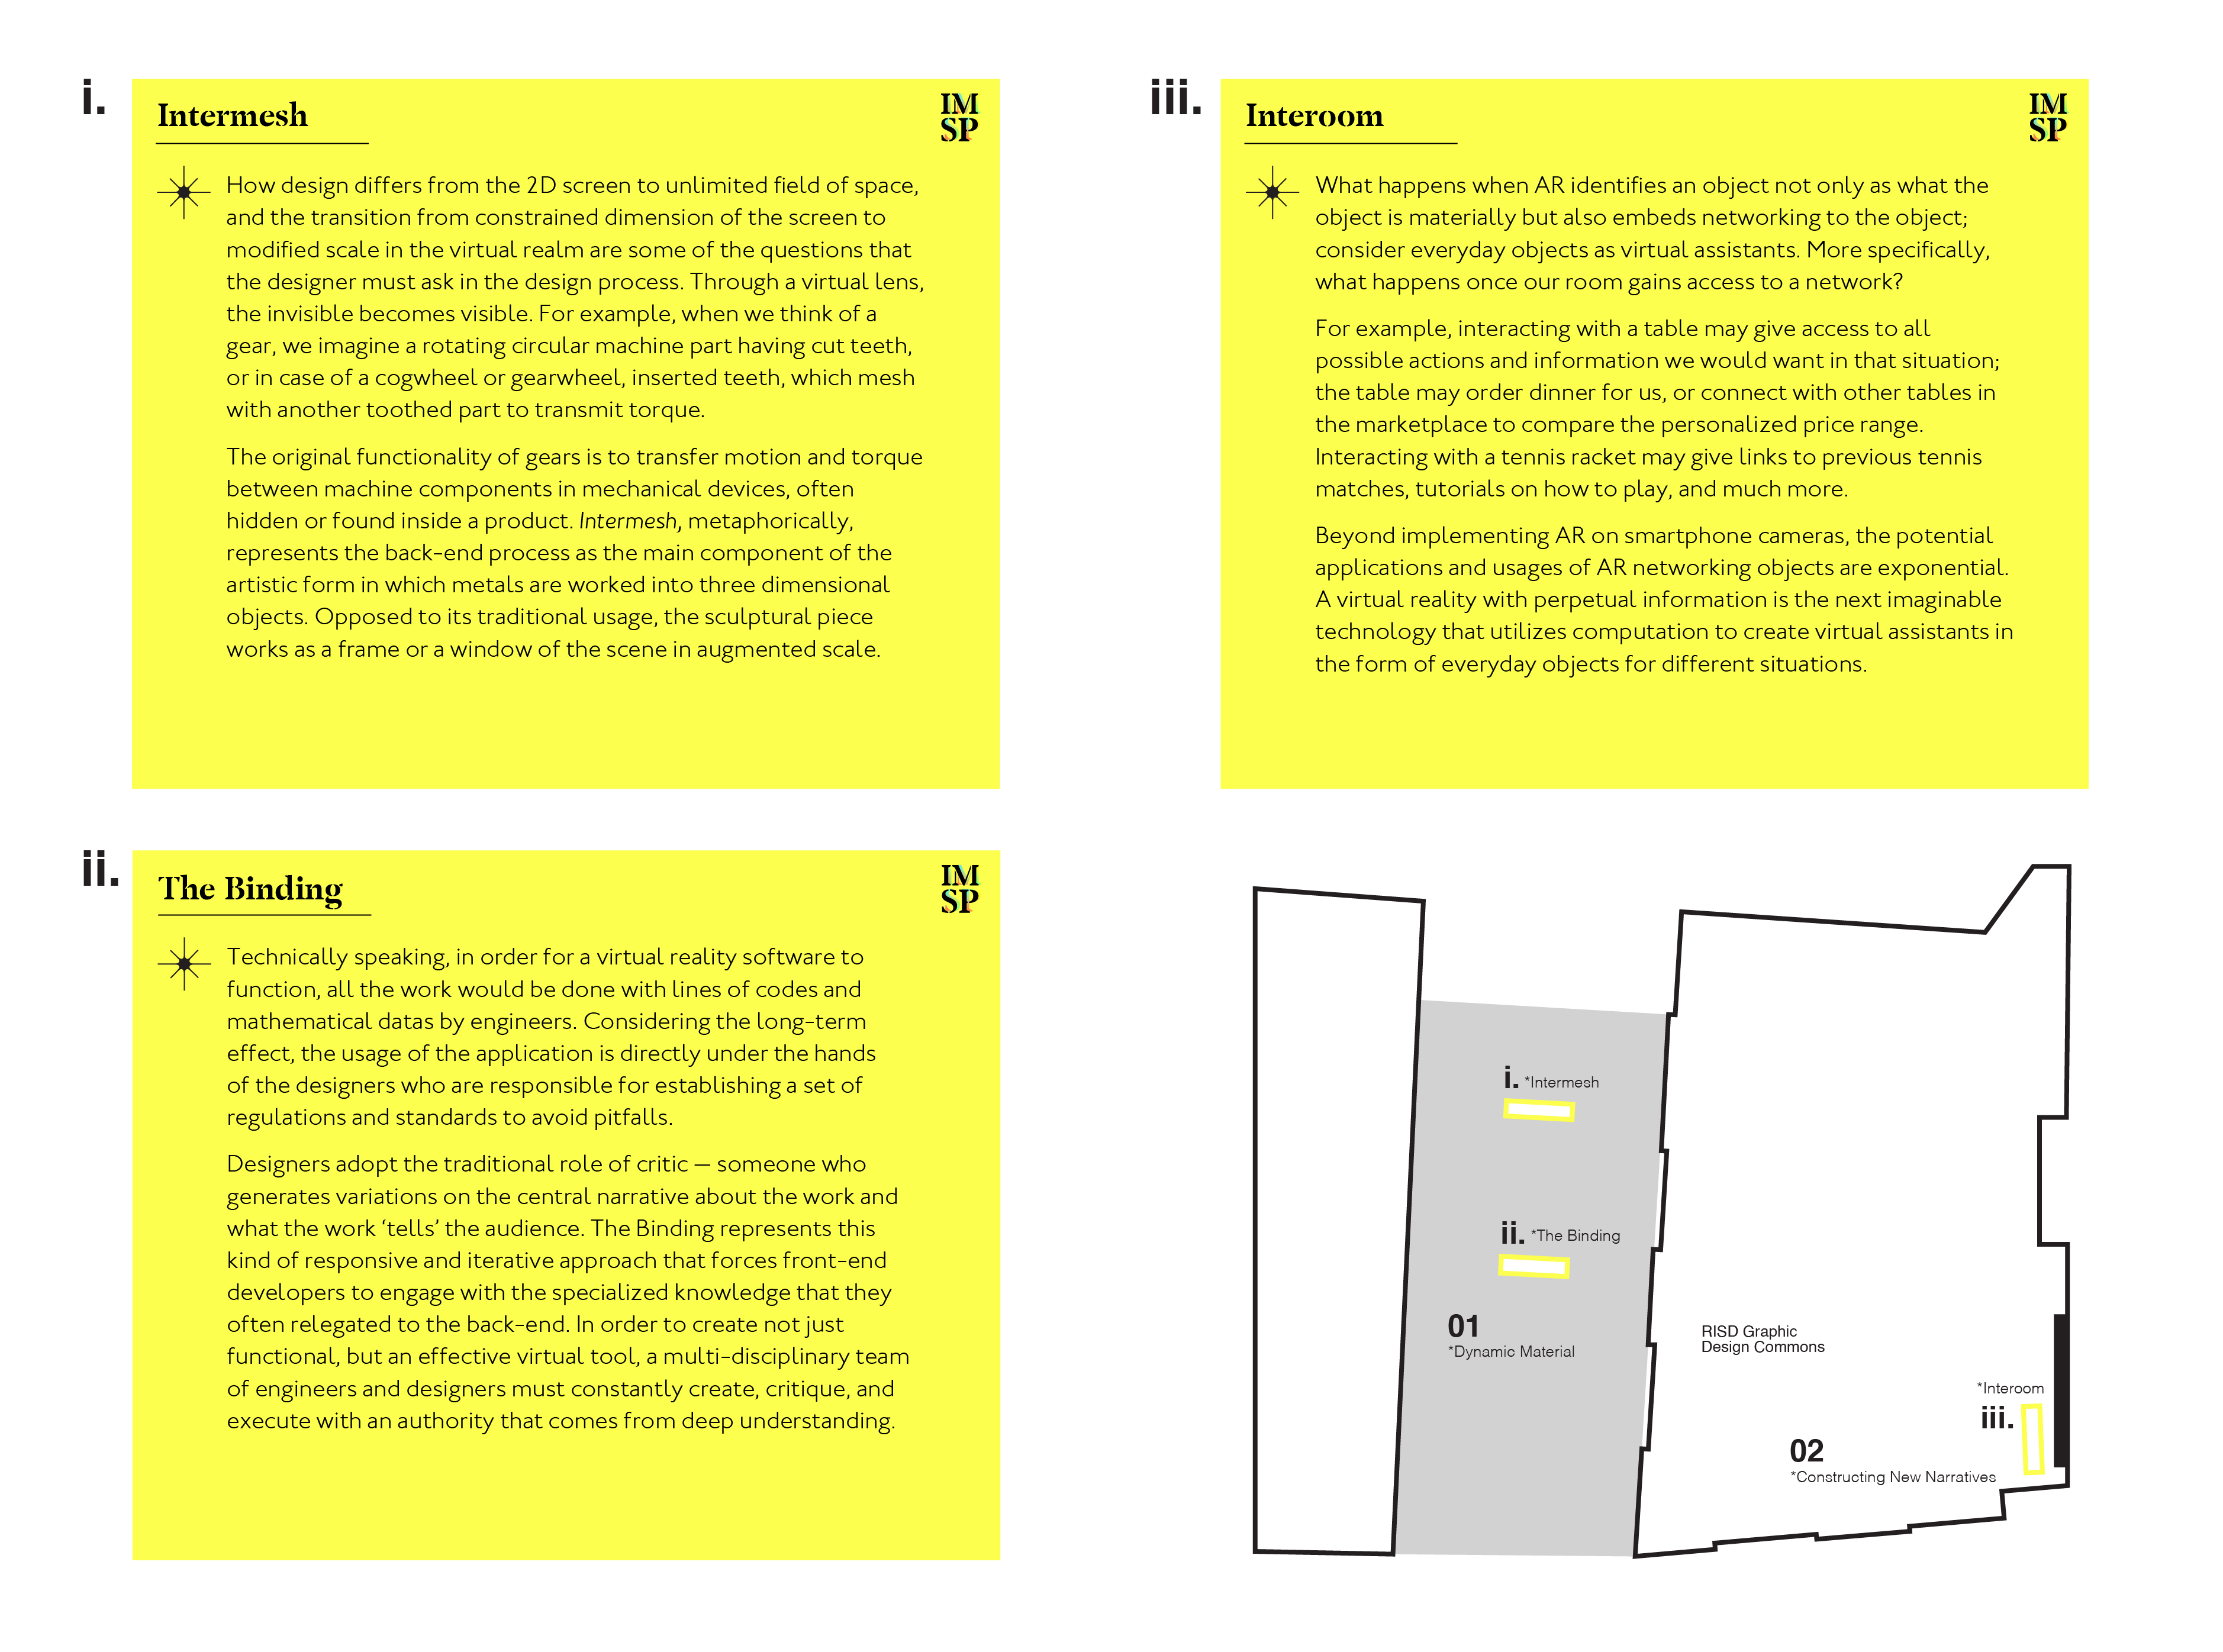 i.
Intermesh
IM
SP
How design differs from the 2D screen to unlimited field of space,
and the transition from constrained dimension of the screen to
modified scale in the virtual realm are some of the questions that
the designer must ask in the design process. Through a virtual lens,
the invisible becomes visible. For example, when we think of a
gear, we imagine a rotating circular machine part having cut teeth,
or in case of a cogwheel or gearwheel, inserted teeth, which mesh
with another toothed part to transmit torque.
The original functionality of gears is to transfer motion and torque
between machine components in mechanical devices, often
hidden or found inside a product. Intermesh, metaphorically,
represents the back-end process as the main component of the
artistic form in which metals are worked into three dimensional
objects. Opposed to its traditional usage, the sculptural piece
works as a frame or a window of the scene in augmented scale.
ii.
The Binding
IM
SP
Technically speaking, in order for a virtual reality software to
function, all the work would be done with lines of codes and
mathematical datas by engineers. Considering the long-term
effect, the usage of the application is directly under the hands
of the designers who are responsible for establishing a set of
regulations and standards to avoid pitfalls.
Designers adopt the traditional role of critic — someone who
generates variations on the central narrative about the work and
what the work ‘tells’ the audience. The Binding represents this
kind of responsive and iterative approach that forces front-end
developers to engage with the specialized knowledge that they
often relegated to the back-end. In order to create not just
functional, but an effective virtual tool, a multi-disciplinary team
of engineers and designers must constantly create, critique, and
execute with an authority that comes from deep understanding.
iii.
Interoom
IM
SP
What happens when AR identifies an object not only as what the
object is materially but also embeds networking to the object;
consider everyday objects as virtual assistants. More specifically,
what happens once our room gains access to a network?
For example, interacting with a table may give access to all
possible actions and information we would want in that situation;
the table may order dinner for us, or connect with other tables in
the marketplace to compare the personalized price range.
Interacting with a tennis racket may give links to previous tennis
matches, tutorials on how to play, and much more.
Beyond implementing AR on smartphone cameras, the potential
applications and usages of AR networking objects are exponential.
A virtual reality with perpetual information is the next imaginable
technology that utilizes computation to create virtual assistants in
the form of everyday objects for different situations.
i. *Intermesh
ii. *The Binding
01
*Dynamic Material
RISD Graphic
Design Commons
*Interoom
iii.
02
*Constructing New Narratives